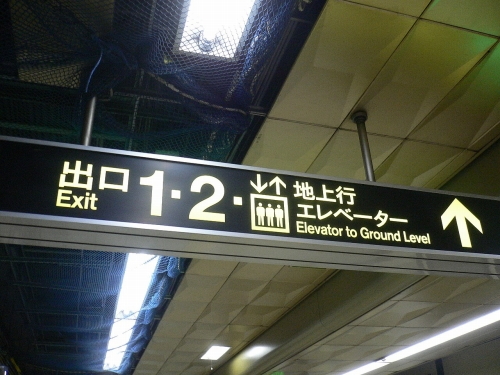 出口 1・2・ 地上行
Exit エレベーター
Elevator to Ground Level